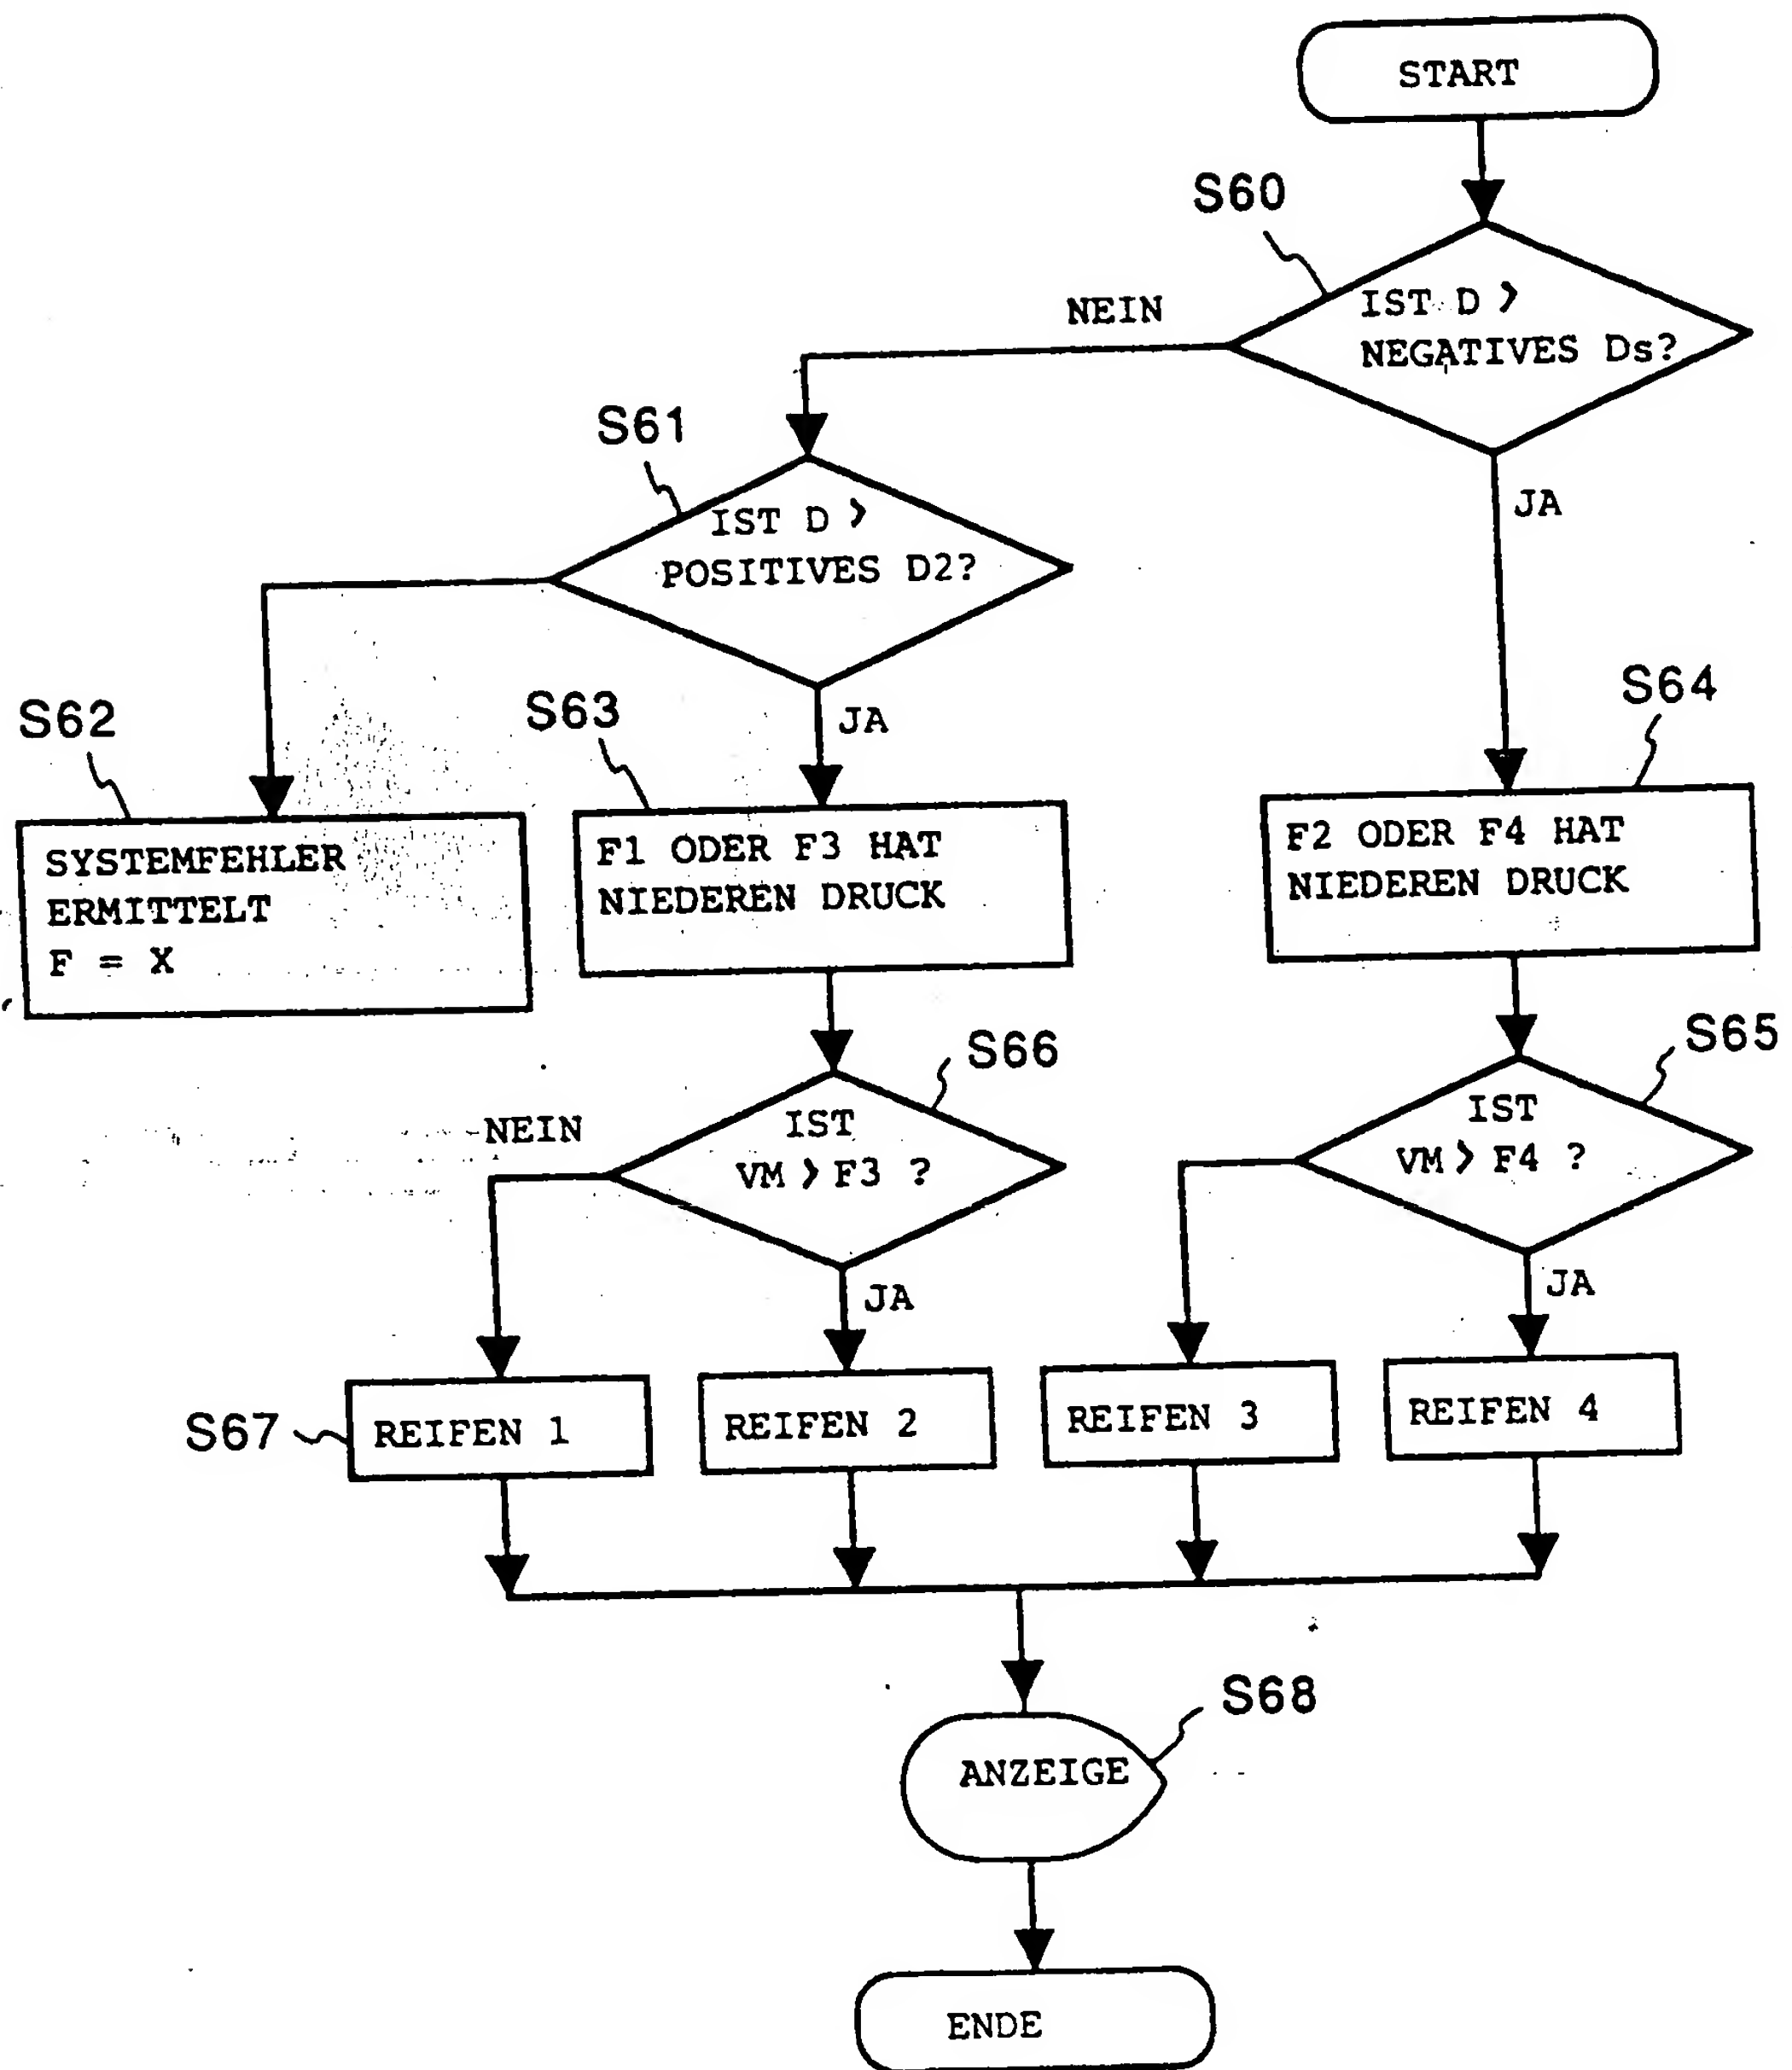 START
S60
IST D >
NEGATIVES Ds?
NEIN
JA
S61
IST D >
POSITIVES D2?
JA
S62
SYSTEMFEHLER
ERMITTELT
F = X
S63
F1 ODER F3 HAT
NIEDEREN DRUCK
S64
F2 ODER F4 HAT
NIEDEREN DRUCK
S66
IST
VM > F3 ?
NEIN
JA
S65
IST
VM > F4 ?
JA
S67
REIFEN 1
REIFEN 2
REIFEN 3
REIFEN 4
S68
ANZEIGE
ENDE